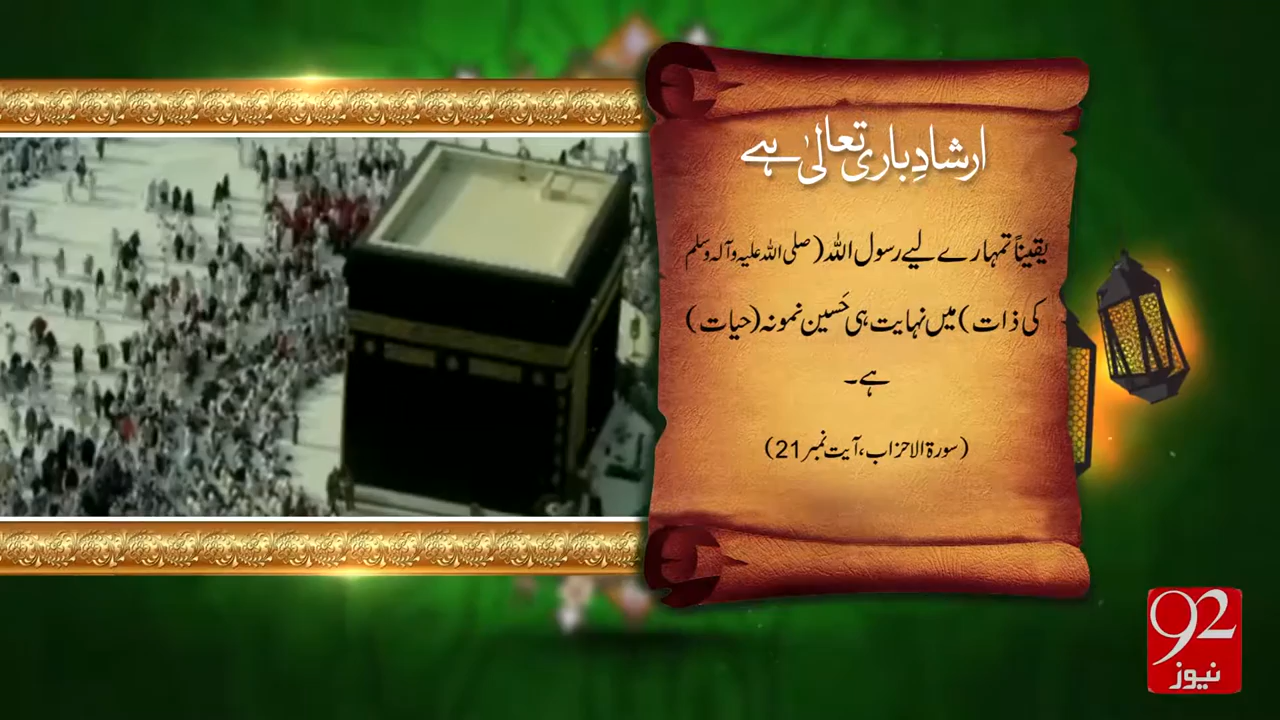 ارشادِ باری تعالیٰ ہے
یقیناً تمہارے لیے رسول اللہ (صلی اللہ علیہ وآلہ وسلم
کی ذات) میں نہایت ہی حَسین نمونہ (حیات)
ہے۔
(سورۃ الاحزاب، آیت نمبر 21)
92
نیوز